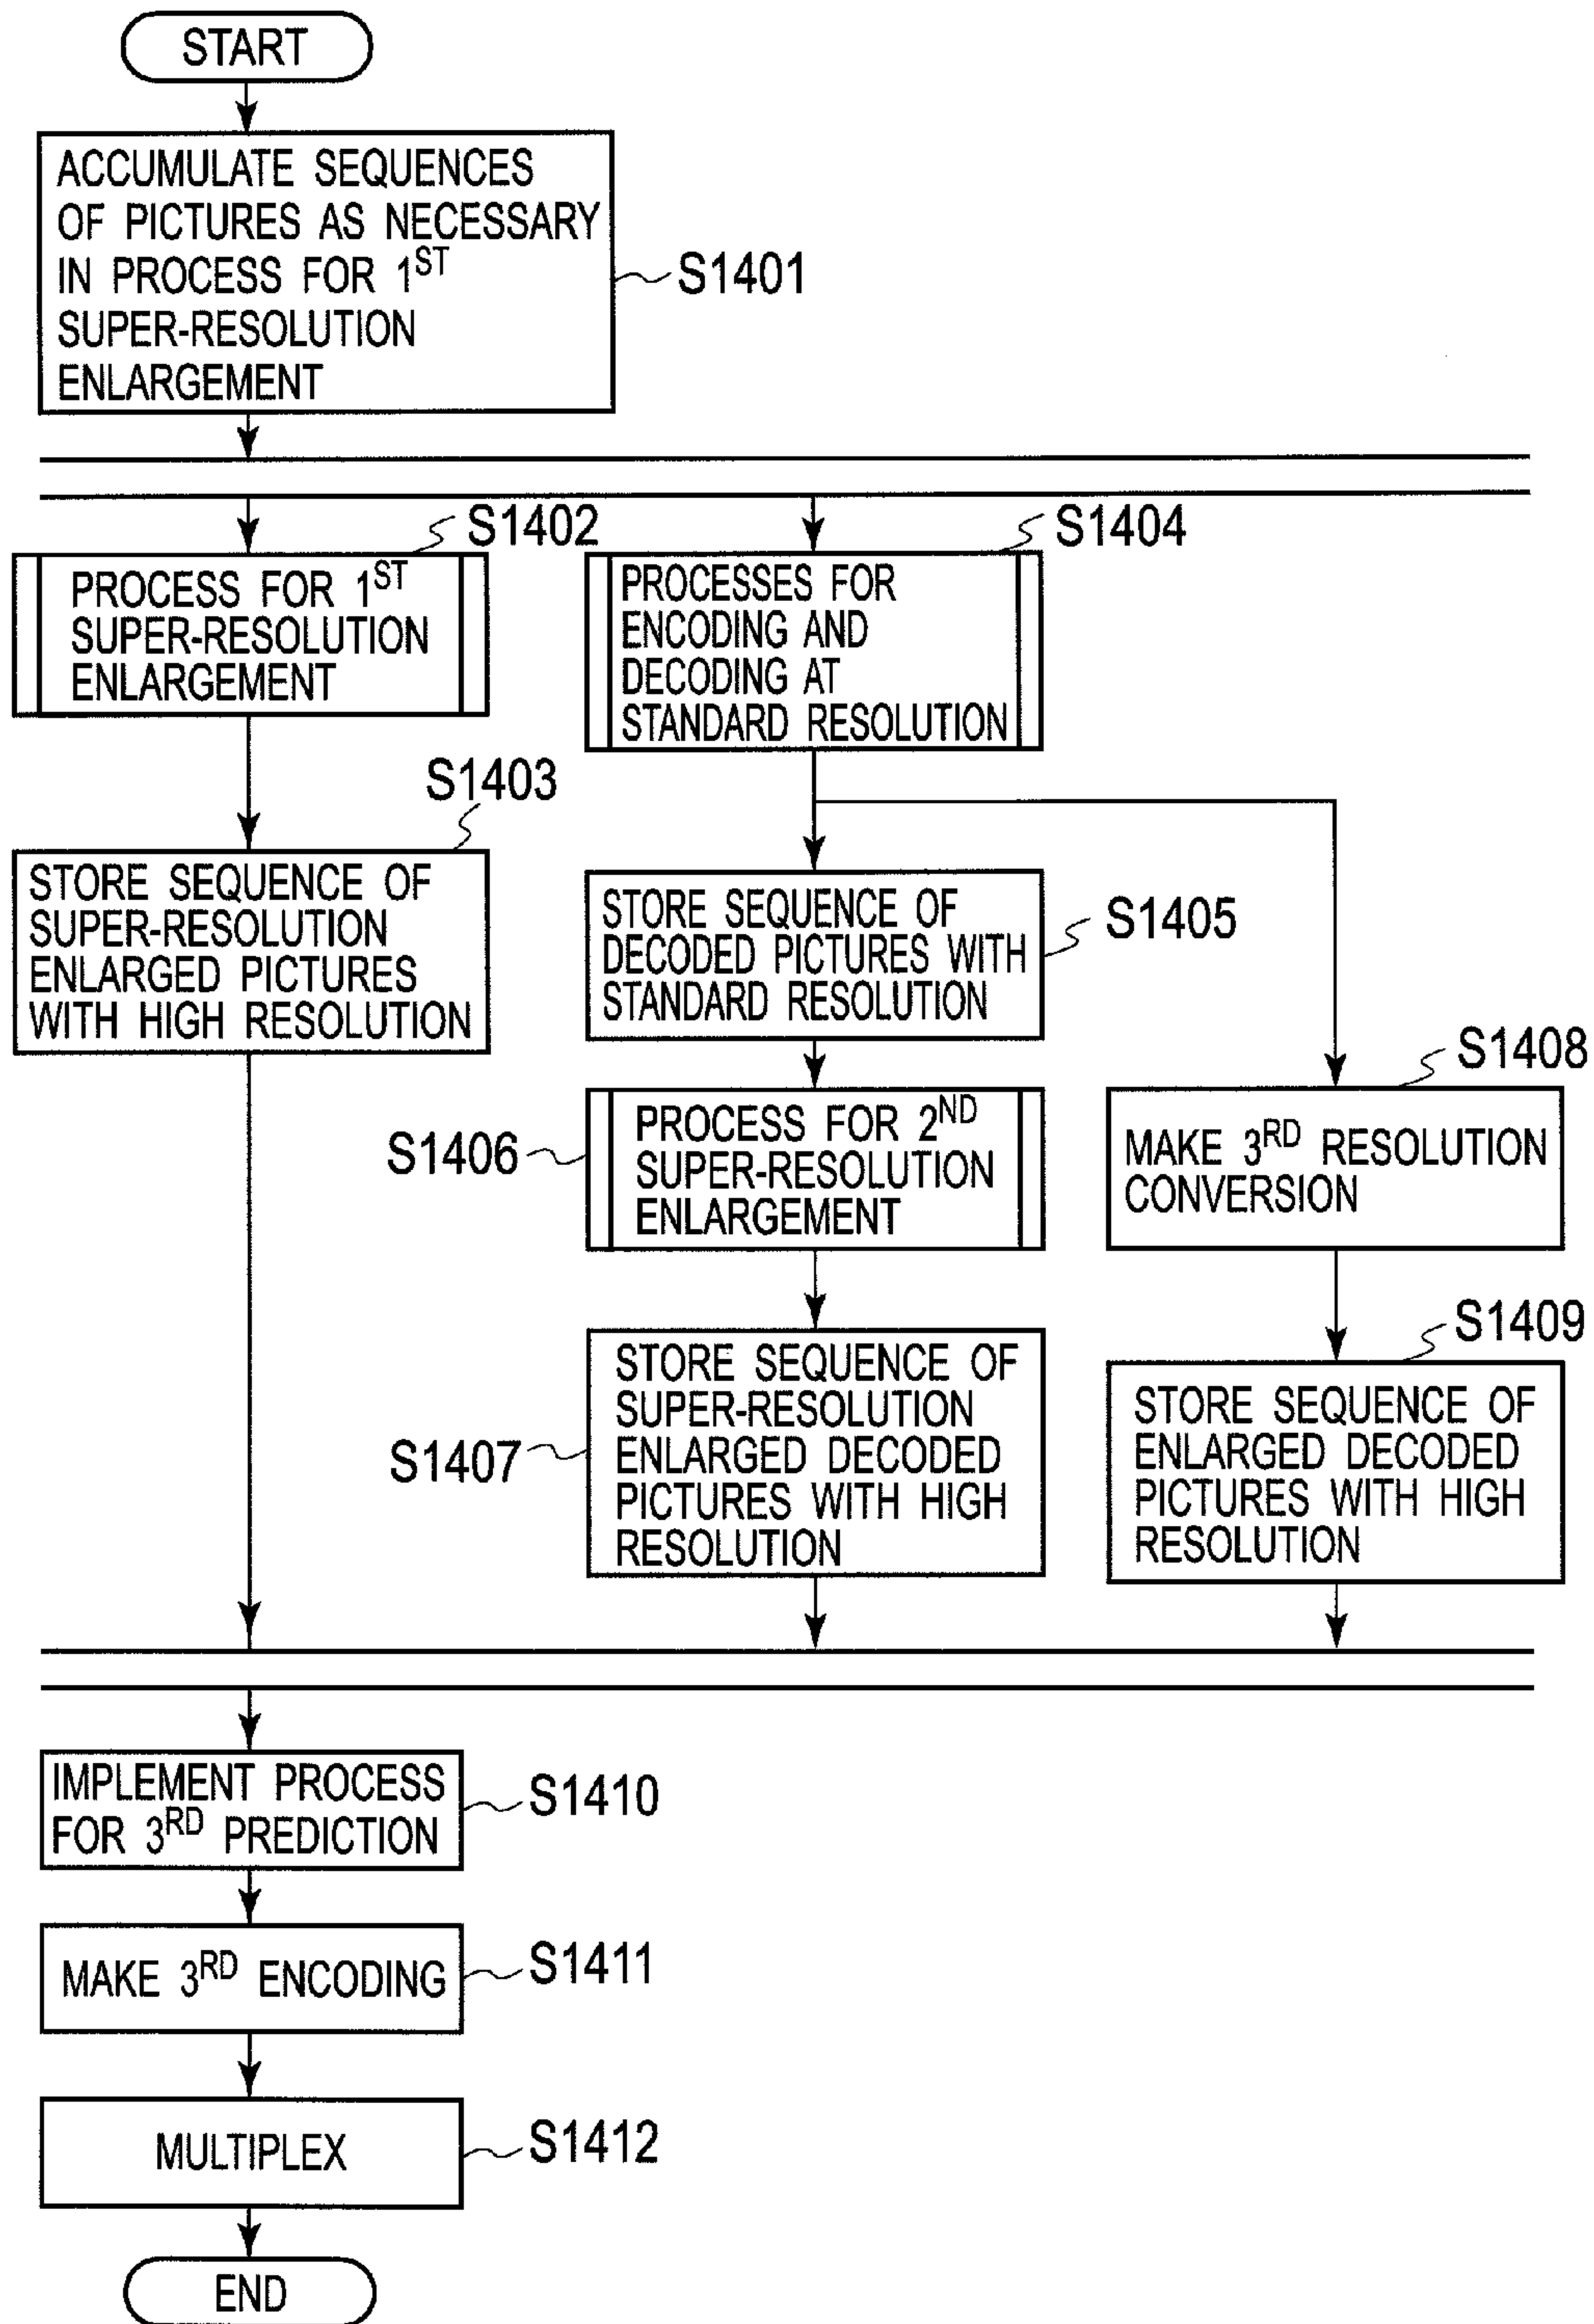 START
ACCUMULATE SEQUENCES
OF PICTURES AS NECESSARY
IN PROCESS FOR 1ST
SUPER-RESOLUTION
ENLARGEMENT
S1401
S1402
PROCESS FOR 1ST
SUPER-RESOLUTION
ENLARGEMENT
S1404
PROCESSES FOR
ENCODING AND
DECODING AT
STANDARD RESOLUTION
S1403
STORE SEQUENCE OF
SUPER-RESOLUTION
ENLARGED PICTURES
WITH HIGH RESOLUTION
STORE SEQUENCE OF
DECODED PICTURES WITH
STANDARD RESOLUTION
S1405
S1406
PROCESS FOR 2ND
SUPER-RESOLUTION
ENLARGEMENT
S1408
MAKE 3RD RESOLUTION
CONVERSION
S1407
STORE SEQUENCE OF
SUPER-RESOLUTION
ENLARGED DECODED
PICTURES WITH HIGH
RESOLUTION
S1409
STORE SEQUENCE OF
ENLARGED DECODED
PICTURES WITH HIGH
RESOLUTION
IMPLEMENT PROCESS
FOR 3RD PREDICTION
S1410
MAKE 3RD ENCODING
S1411
MULTIPLEX
S1412
END